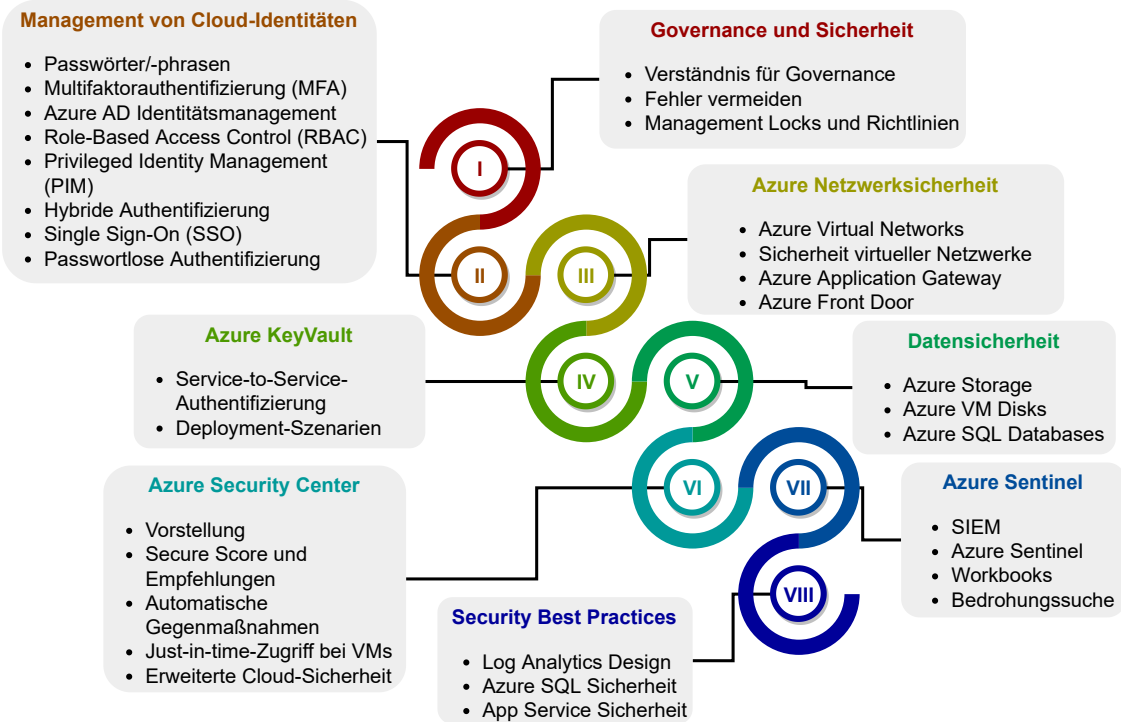 Management von Cloud-Identitäten
• Passwörter/-phrasen
• Multifaktorauthentifizierung (MFA)
• Azure AD Identitätsmanagement
• Role-Based Access Control (RBAC)
• Privileged Identity Management
(PIM)
• Hybride Authentifizierung
• Single Sign-On (SSO)
• Passwortlose Authentifizierung
Governance und Sicherheit
• Verständnis für Governance
• Fehler vermeiden
• Management Locks und Richtlinien
I
Azure Netzwerksicherheit
• Azure Virtual Networks
• Sicherheit virtueller Netzwerke
• Azure Application Gateway
• Azure Front Door
II
III
Azure KeyVault
• Service-to-Service-
Authentifizierung
• Deployment-Szenarien
IV
V
Datensicherheit
• Azure Storage
• Azure VM Disks
• Azure SQL Databases
Azure Security Center
• Vorstellung
• Secure Score und
Empfehlungen
• Automatische
Gegenmaßnahmen
• Just-in-time-Zugriff bei VMs
• Erweiterte Cloud-Sicherheit
VI
VII
Azure Sentinel
• SIEM
• Azure Sentinel
• Workbooks
• Bedrohungssuche
VIII
Security Best Practices
• Log Analytics Design
• Azure SQL Sicherheit
• App Service Sicherheit